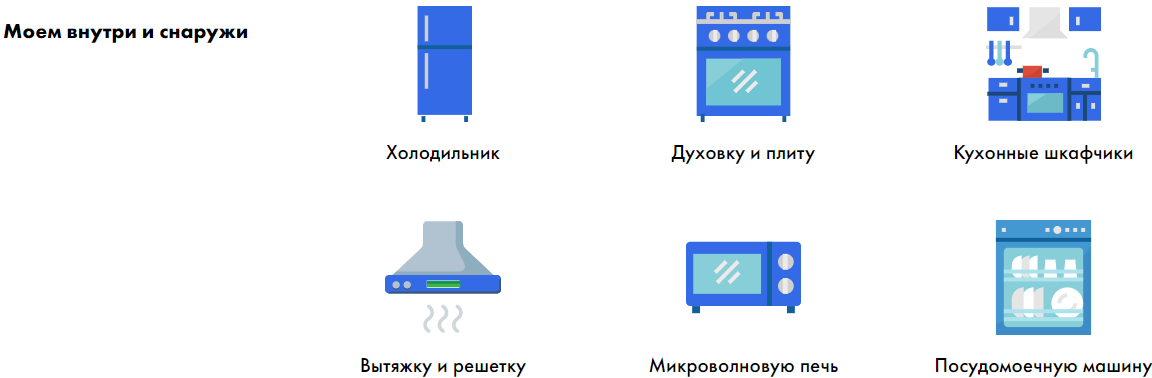 Моем внутри и снаружи
Холодильник
Духовку и плиту
Кухонные шкафчики
Вытяжку и решетку
Микроволновую печь
Посудомоечную машину